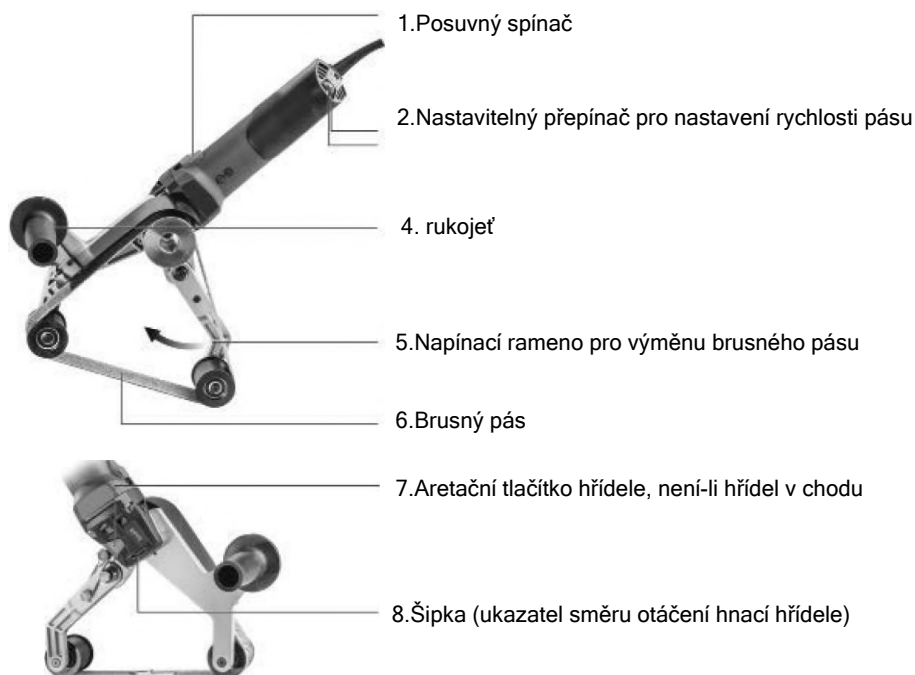 1.Posuvný spínač
2.Nastavitelný přepínač pro nastavení rychlosti pásu
4. rukojeť
5.Napínací rameno pro výměnu brusného pásu
6.Brusný pás
7.Aretační tlačítko hřídele, není-li hřídel v chodu
8.Šipka (ukazatel směru otáčení hnací hřídele)